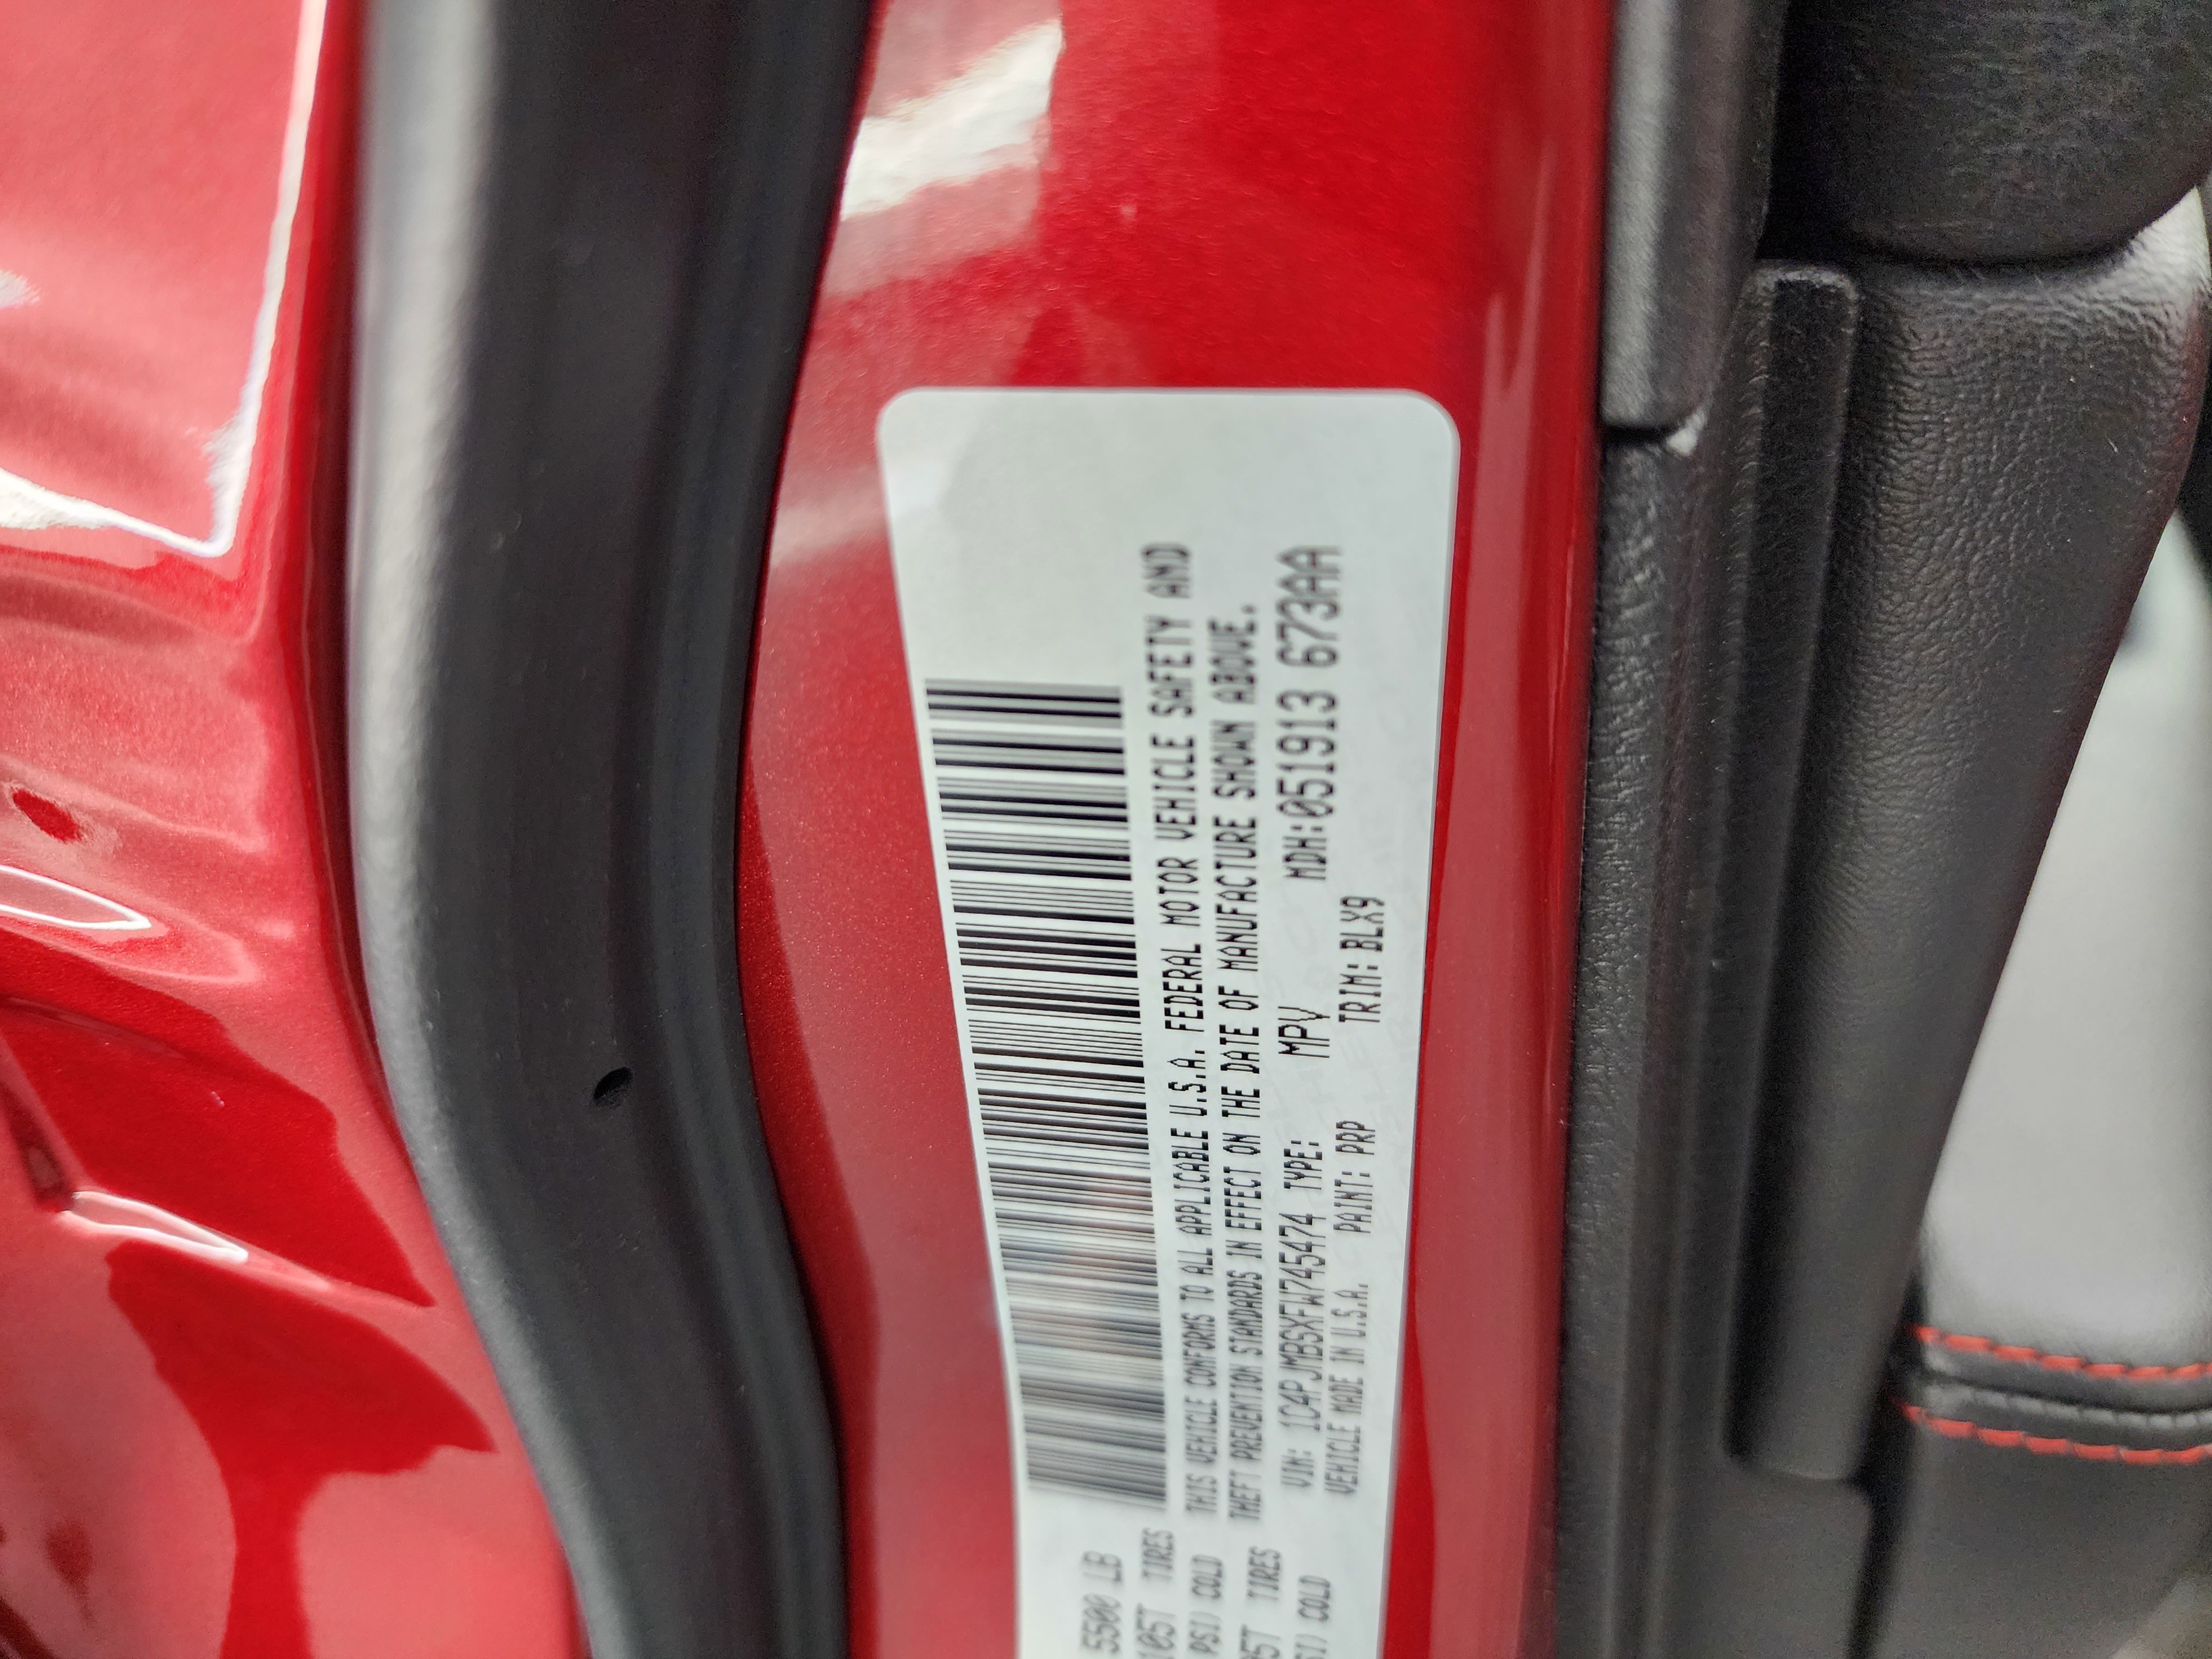 5500 LB
105T TIRES
PSI) COLD
5T TIRES
SI) COLD
THIS VEHICLE CONFORMS TO ALL APPLICABLE U.S.A. FEDERAL MOTOR VEHICLE SAFETY AND
THEFT PREVENTION STANDARDS IN EFFECT ON THE DATE OF MANUFACTURE SHOWN ABOVE.
VIN: 1C4PJMBSXFW745474 TYPE: MPV MDH:051913 673AA
VEHICLE MADE IN U.S.A. PAINT: PRP TRIM: BLX9